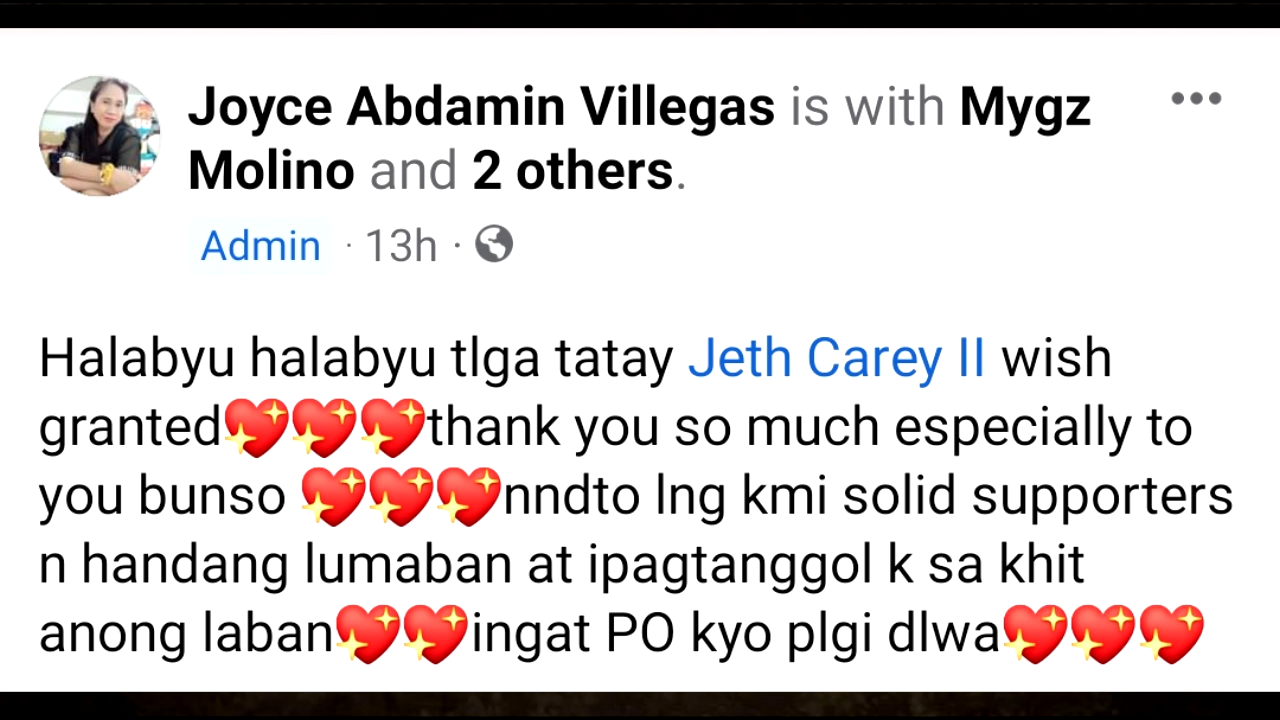 Joyce Abdamin Villegas is with Mygz
Molino and 2 others.
Admin · 13h ·
Halabyu halabyu tlga tatay Jeth Carey II wish
granted💖💖💖thank you so much especially to
you bunso 💖💖💖nndto lng kmi solid supporters
n handang lumaban at ipagtanggol k sa khit
anong laban💖💖ingat PO kyo plgi dlwa💖💖💖